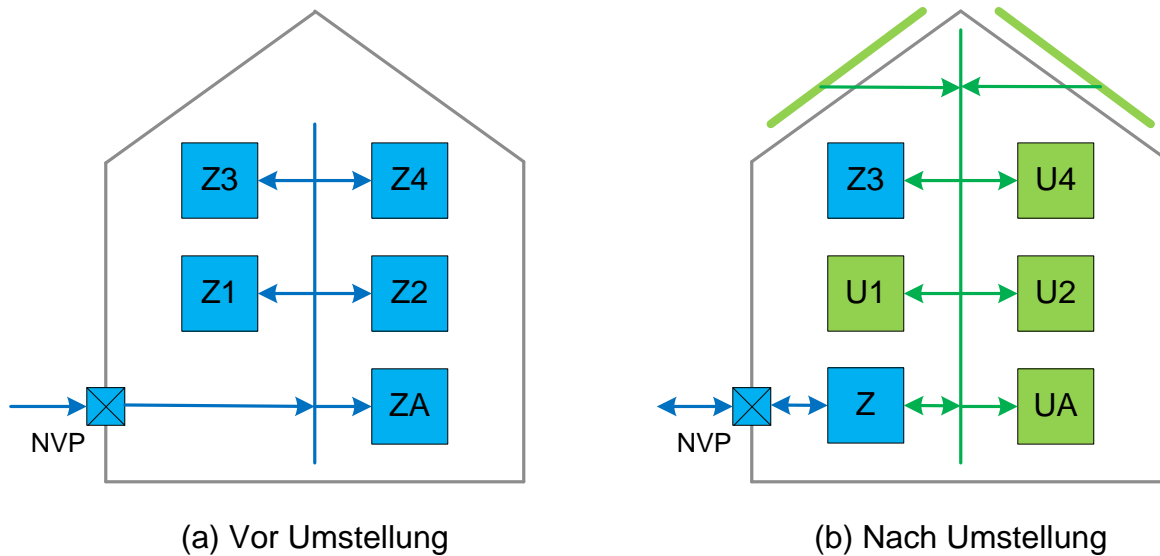 Z3 Z4
Z1 Z2
ZA
NVP
(a) Vor Umstellung
Z3 U4
U1 U2
Z UA
NVP
(b) Nach Umstellung